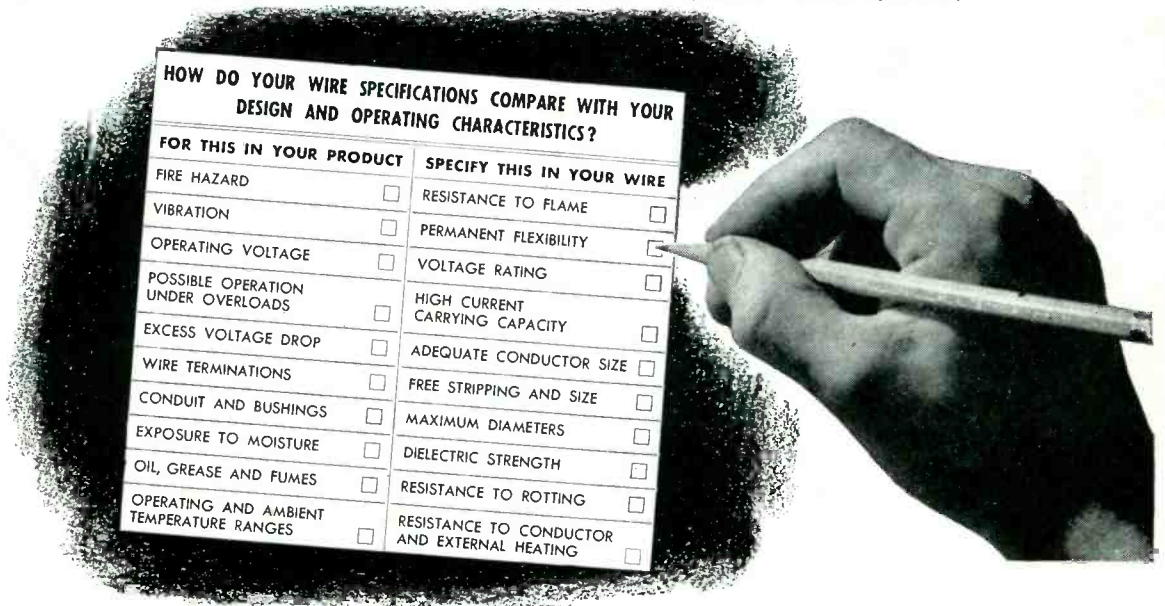 HOW DO YOUR WIRE SPECIFICATIONS COMPARE WITH YOUR
DESIGN AND OPERATING CHARACTERISTICS?
FOR THIS IN YOUR PRODUCT
SPECIFY THIS IN YOUR WIRE
FIRE HAZARD
RESISTANCE TO FLAME
VIBRATION
PERMANENT FLEXIBILITY
OPERATING VOLTAGE
VOLTAGE RATING
POSSIBLE OPERATION
UNDER OVERLOADS
HIGH CURRENT
CARRYING CAPACITY
EXCESS VOLTAGE DROP
ADEQUATE CONDUCTOR SIZE
WIRE TERMINATIONS
FREE STRIPPING AND SIZE
CONDUIT AND BUSHINGS
MAXIMUM DIAMETERS
EXPOSURE TO MOISTURE
DIELECTRIC STRENGTH
OIL, GREASE AND FUMES
RESISTANCE TO ROTTING
OPERATING AND AMBIENT
TEMPERATURE RANGES
RESISTANCE TO CONDUCTOR
AND EXTERNAL HEATING